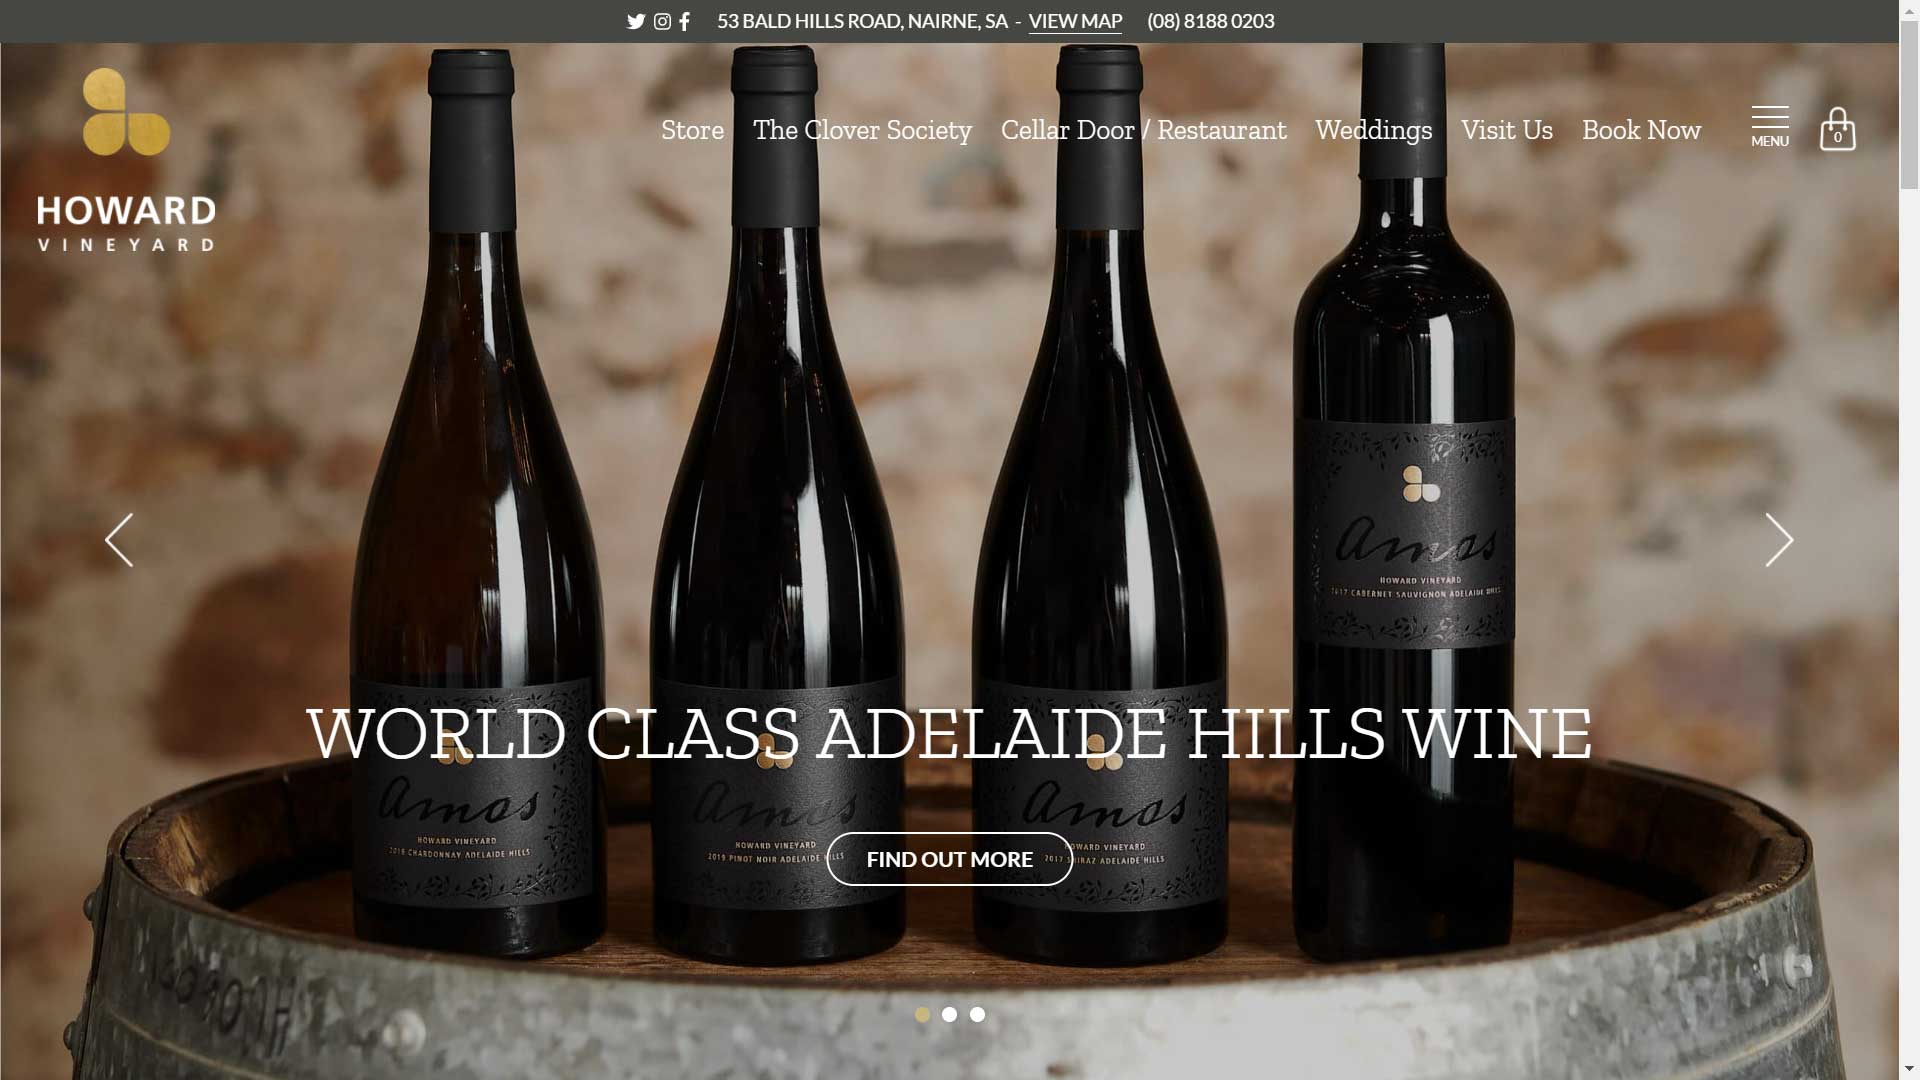 53 BALD HILLS ROAD, NAIRNE, SA - VIEW MAP (08) 8188 0203
Store The Clover Society Cellar Door / Restaurant Weddings Visit Us Book Now MENU 0
HOWARD
VINEYARD
Amos
HOWARD VINEYARD
2017 CABERNET SAUVIGNON ADELAIDE HILLS
WORLD CLASS ADELAIDE HILLS WINE
Amos
HOWARD VINEYARD
2019 CHARDONNAY ADELAIDE HILLS
Amos
HOWARD VINEYARD
2019 PINOT NOIR ADELAIDE HILLS
Amos
HOWARD VINEYARD
2017 SHIRAZ ADELAIDE HILLS
FIND OUT MORE